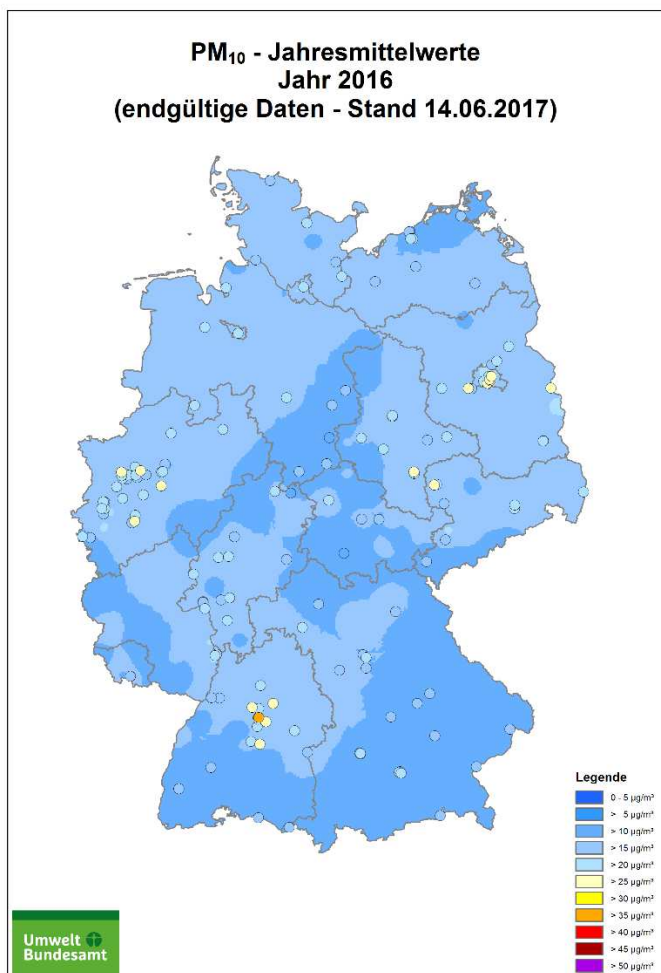 PM₁₀ - Jahresmittelwerte
Jahr 2016
(endgültige Daten - Stand 14.06.2017)
Legende
0 - 5 µg/m³
> 5 µg/m³
> 10 µg/m³
> 15 µg/m³
> 20 µg/m³
> 25 µg/m³
> 30 µg/m³
> 35 µg/m³
> 40 µg/m³
> 45 µg/m³
> 50 µg/m³
Umwelt
Bundesamt